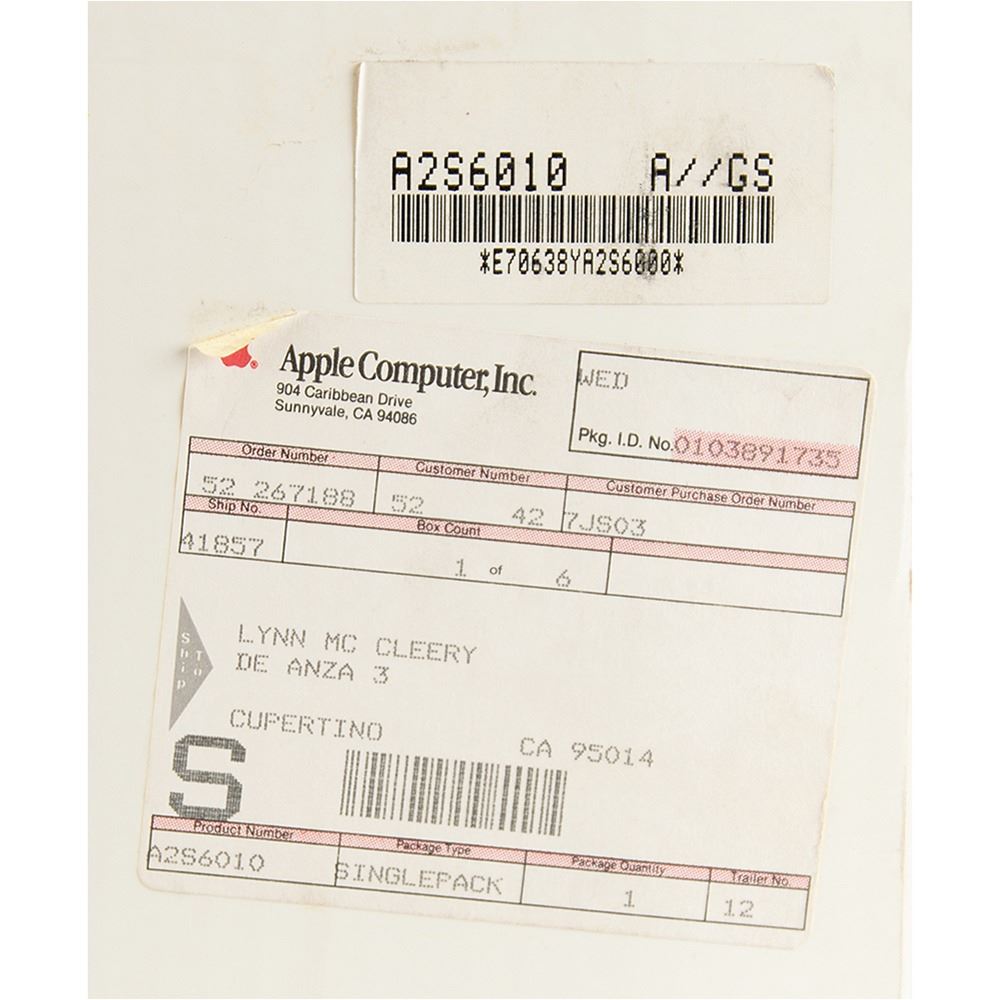 A2S6010 A//GS
*E70638YA2S6000*
Apple Computer, Inc.
904 Caribbean Drive
Sunnyvale, CA 94086
WED
Pkg. I.D. No. 0103891735
Order Number Customer Number Customer Purchase Order Number
52 267188 52 42 7JS03
Ship No. Box Count
41857 1 of 6
Ship To
LYNN MC CLEERY
DE ANZA 3
CUPERTINO
CA 95014
S
Product Number Package Type Package Quantity Trailer No.
A2S6010 SINGLEPACK 1 12